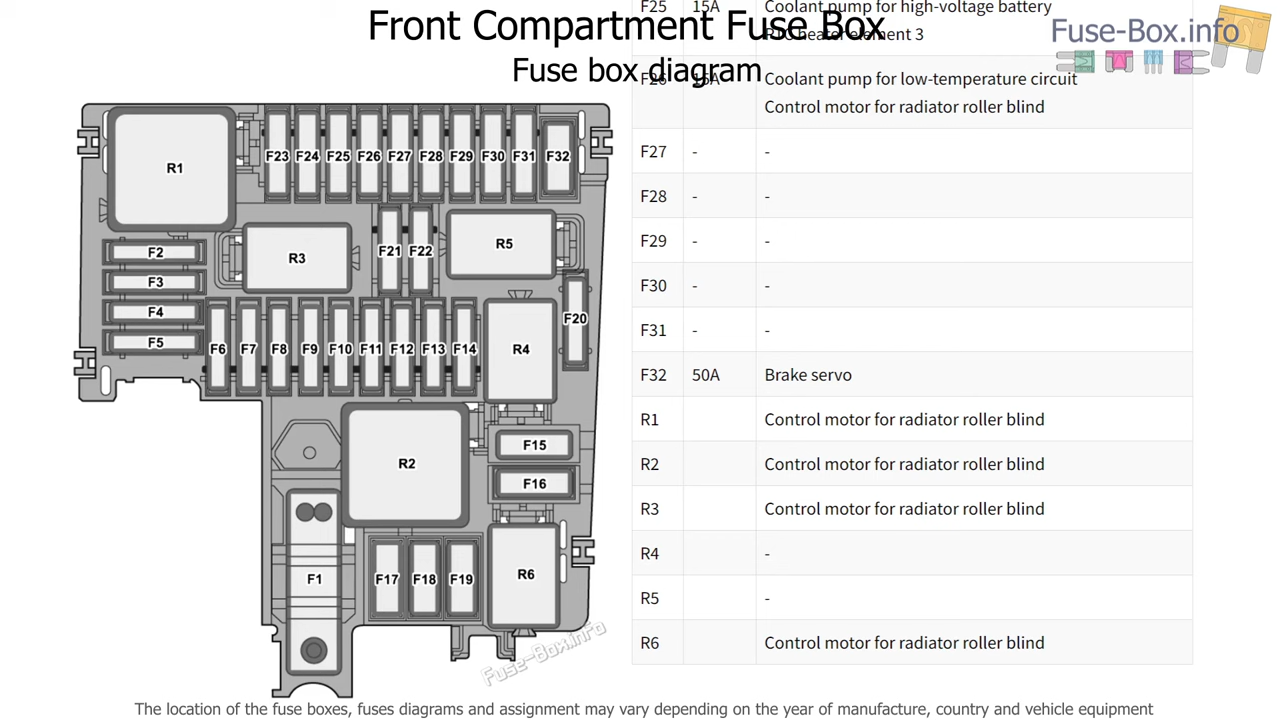 Front Compartment Fuse Box
Fuse box diagram
Fuse-Box.info
R1
F23 F24 F25 F26 F27 F28 F29 F30 F31 F32
F2
F3
F4
F5
R3
F21 F22
R5
F20
F6 F7 F8 F9 F10 F11 F12 F13 F14
R4
R2
F15
F16
F1
F17 F18 F19
R6
Fuse-Box.info
F25 15A Coolant pump for high-voltage battery
PTC heater element 3
F26 15A Coolant pump for low-temperature circuit
Control motor for radiator roller blind
F27 - -
F28 - -
F29 - -
F30 - -
F31 - -
F32 50A Brake servo
R1 Control motor for radiator roller blind
R2 Control motor for radiator roller blind
R3 Control motor for radiator roller blind
R4 -
R5 -
R6 Control motor for radiator roller blind
The location of the fuse boxes, fuses diagrams and assignment may vary depending on the year of manufacture, country and vehicle equipment